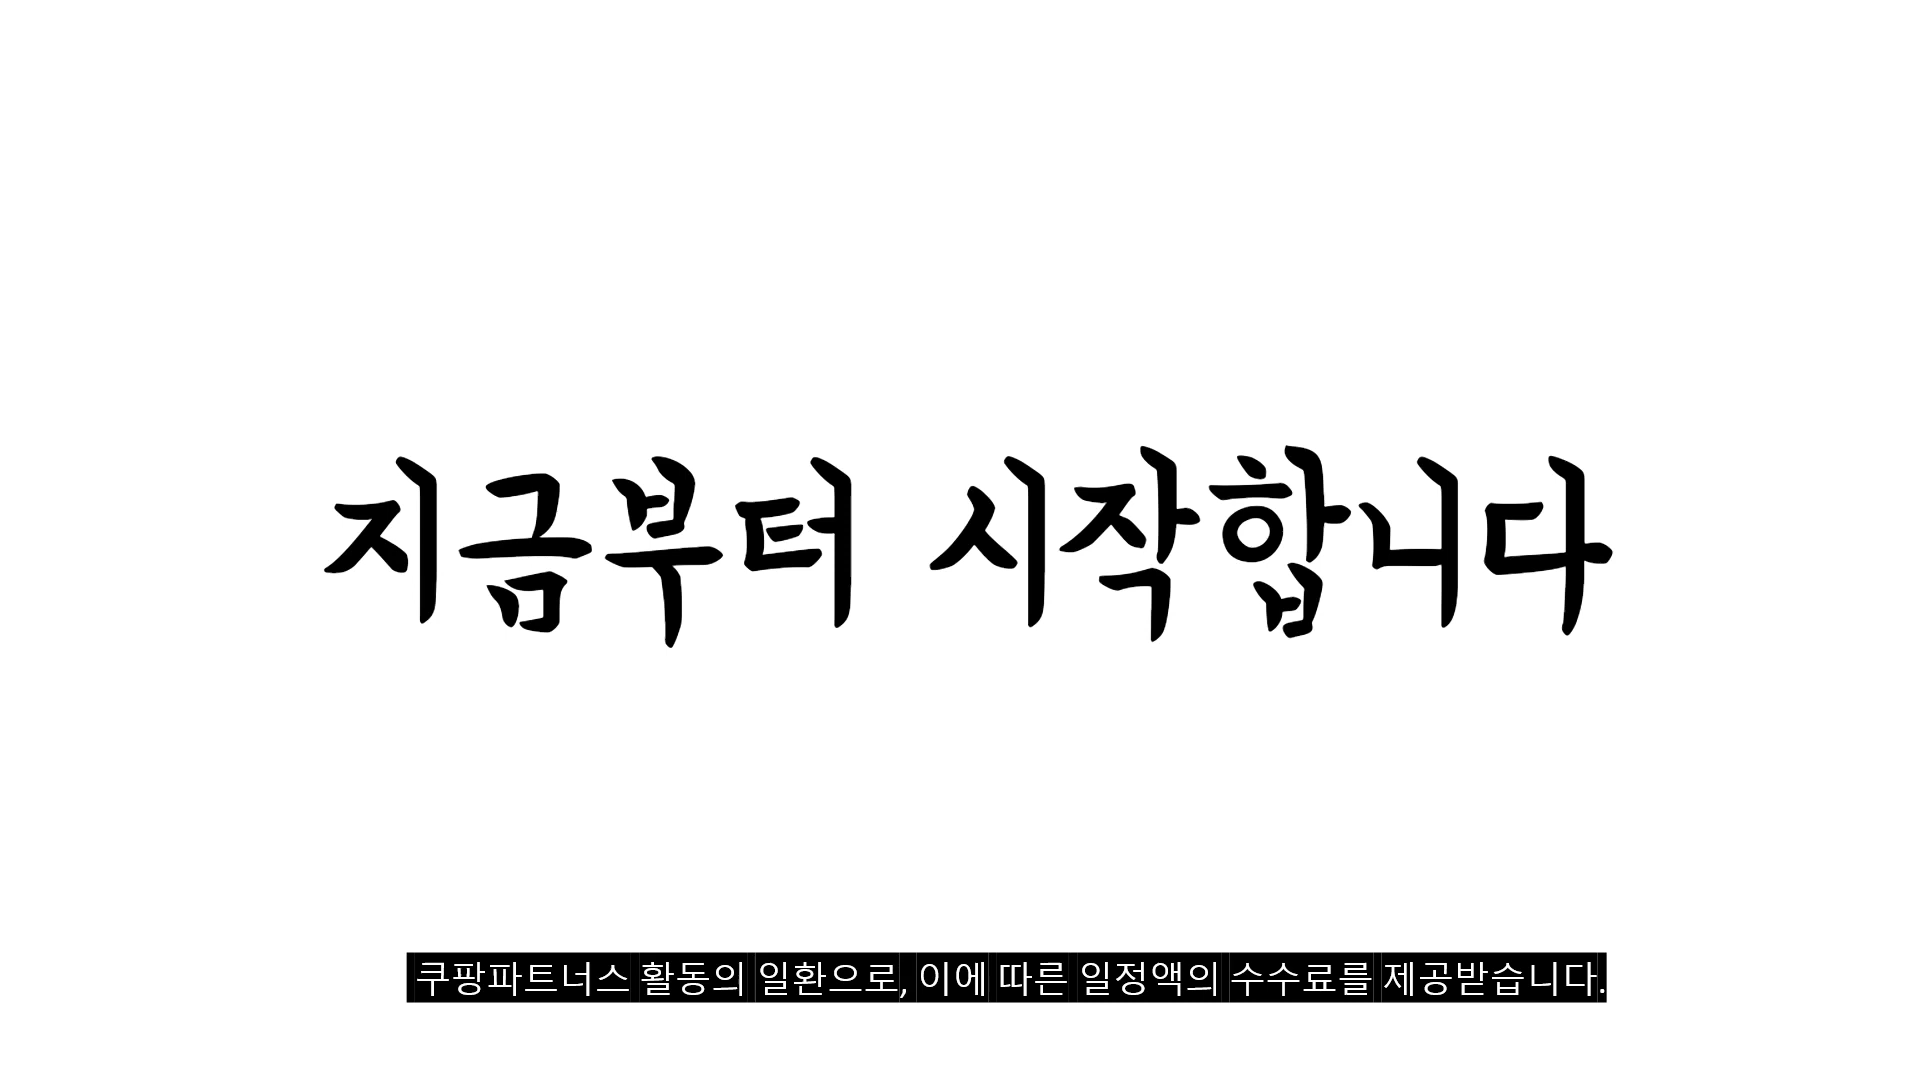 지금부터 시작합니다
쿠팡파트너스 활동의 일환으로, 이에 따른 일정액의 수수료를 제공받습니다.